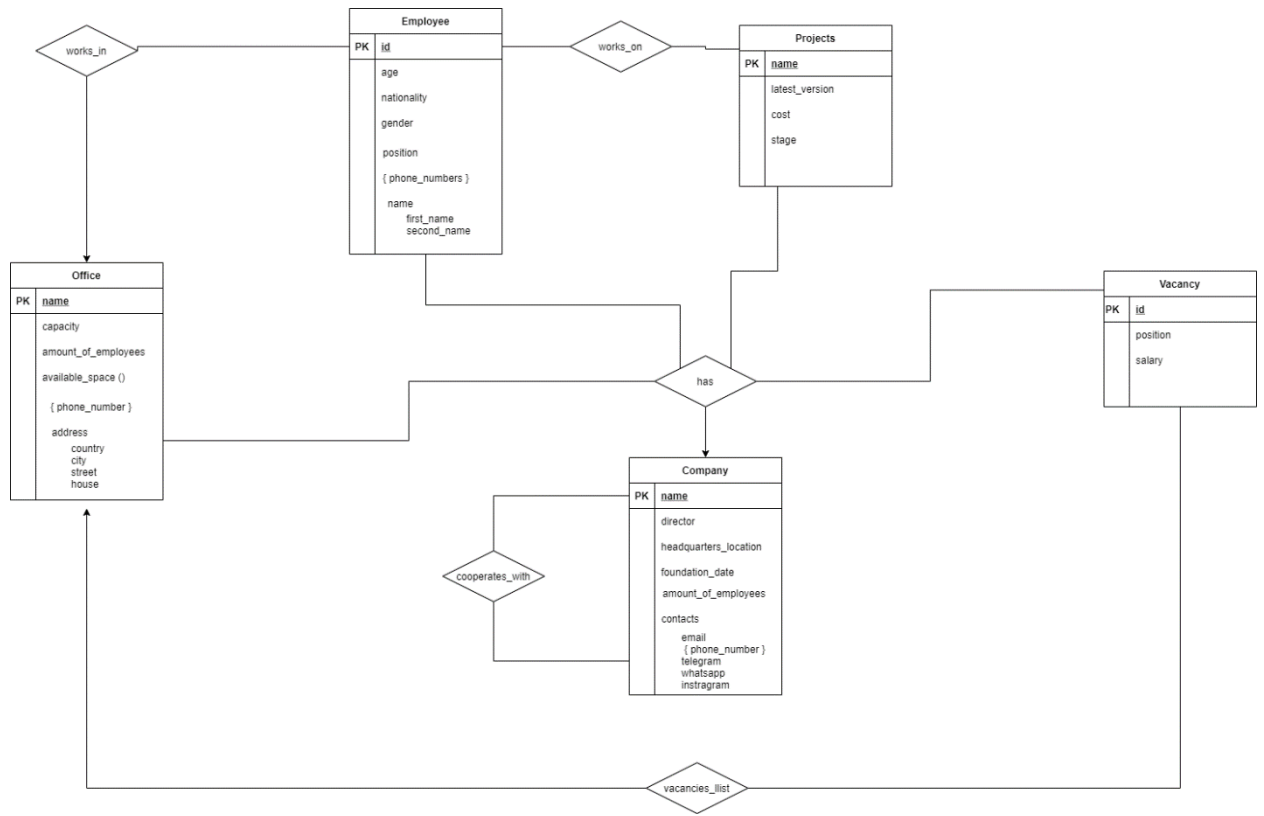 works_in
Employee
PK id
age
nationality
gender
position
{ phone_numbers }
name
first_name
second_name
works_on
Projects
PK name
latest_version
cost
stage
Office
PK name
capacity
amount_of_employees
available_space ()
{ phone_number }
address
country
city
street
house
has
Vacancy
PK id
position
salary
Company
PK name
director
headquarters_location
foundation_date
amount_of_employees
contacts
email
{ phone_number }
telegram
whatsapp
instragram
cooperates_with
vacancies_llist